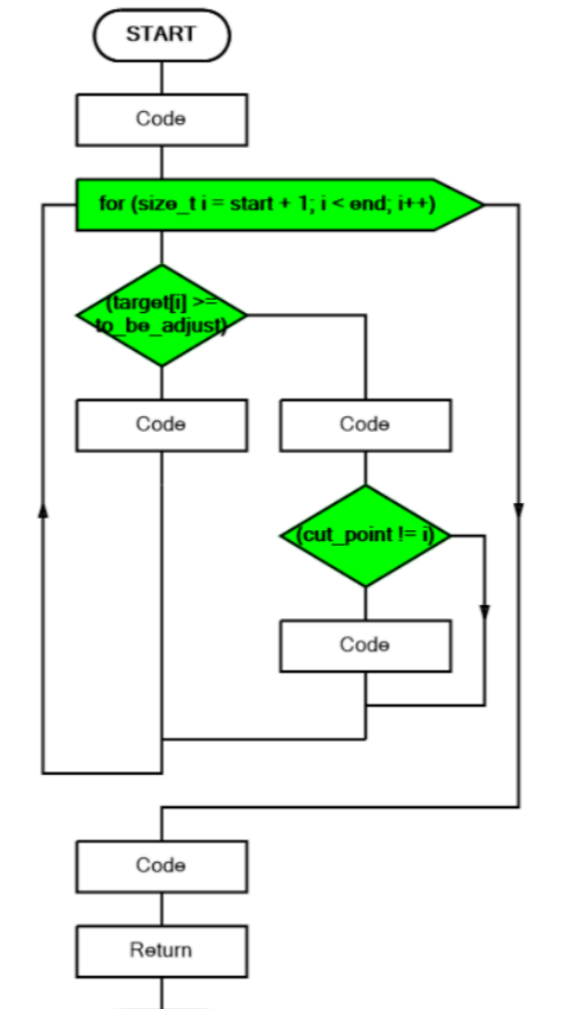 START
Code
for (size_t i = start + 1; i < end; i++)
(target[i] >=
to_be_adjust)
Code
Code
(cut_point != i)
Code
Code
Return